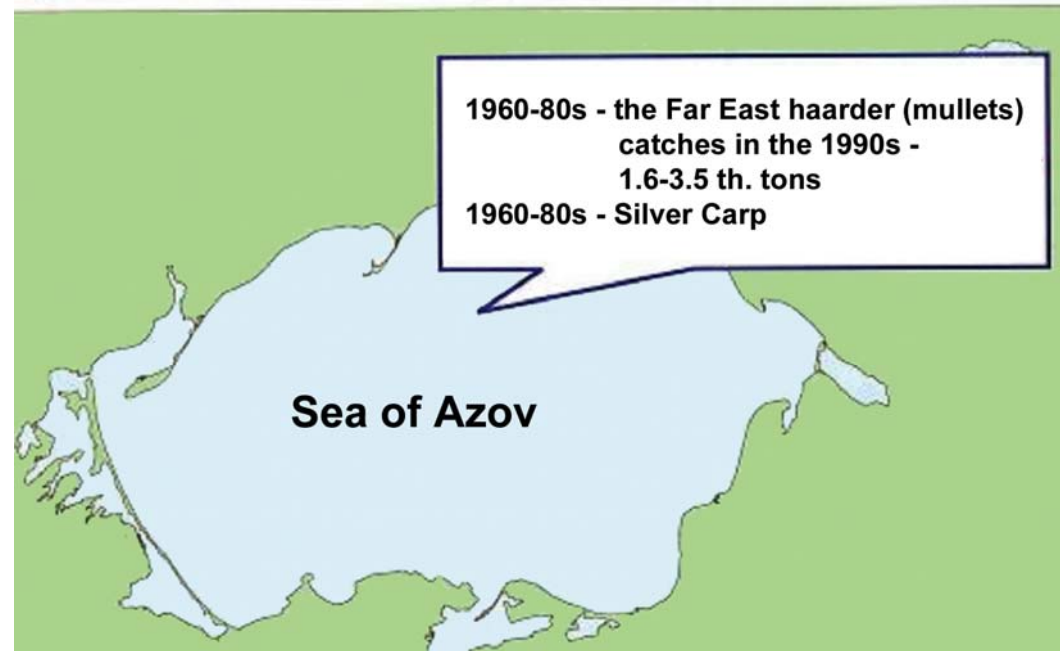 1960-80s - the Far East haarder (mullets)
catches in the 1990s -
1.6-3.5 th. tons
1960-80s - Silver Carp
Sea of Azov